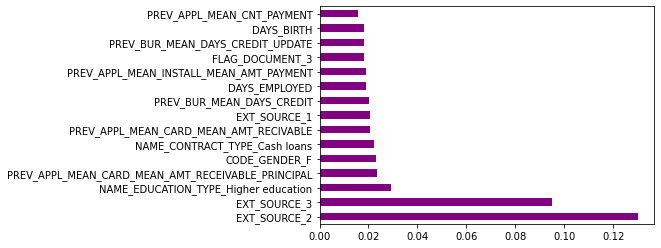 PREV_APPL_MEAN_CNT_PAYMENT
DAYS_BIRTH
PREV_BUR_MEAN_DAYS_CREDIT_UPDATE
FLAG_DOCUMENT_3
PREV_APPL_MEAN_INSTALL_MEAN_AMT_PAYMENT
DAYS_EMPLOYED
PREV_BUR_MEAN_DAYS_CREDIT
EXT_SOURCE_1
PREV_APPL_MEAN_CARD_MEAN_AMT_RECIVABLE
NAME_CONTRACT_TYPE_Cash loans
CODE_GENDER_F
PREV_APPL_MEAN_CARD_MEAN_AMT_RECEIVABLE_PRINCIPAL
NAME_EDUCATION_TYPE_Higher education
EXT_SOURCE_3
EXT_SOURCE_2
0.00 0.02 0.04 0.06 0.08 0.10 0.12